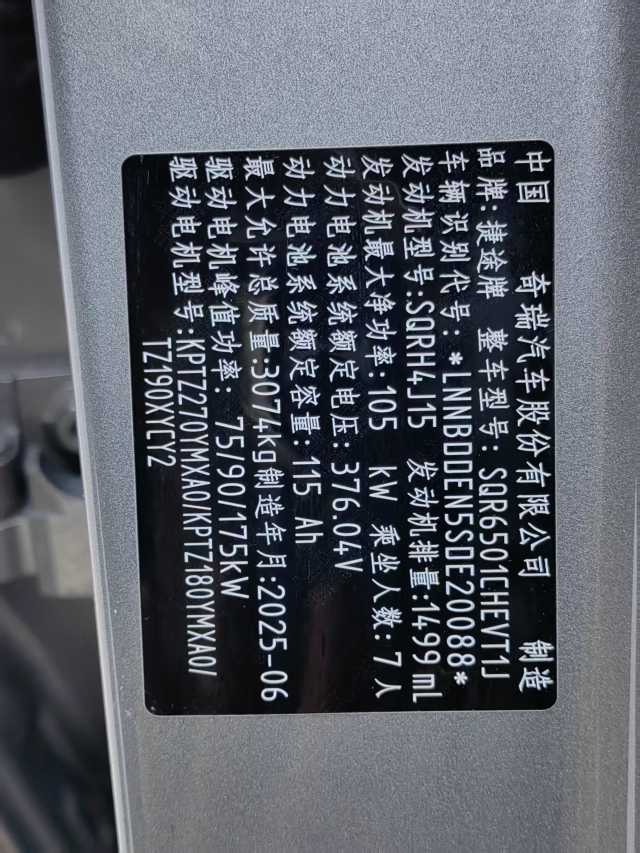 中国 奇瑞汽车股份有限公司 制造
品牌:捷途牌 整车型号:SQR6501CHEVT1J
车辆识别代号:*LNNBDDEN5SDE20088*
发动机型号:SQRH4J15 发动机排量:1499 mL
发动机最大净功率:105 kW 乘坐人数:7人
动力电池系统额定电压:376.04V
动力电池系统额定容量:115 Ah
最大允许总质量:3074kg制造年月:2025-06
驱动电机峰值功率:75/90/175kW
驱动电机型号:KPTZ270YMXA0/KPTZ180YMXA0/
TZ190XYCY2